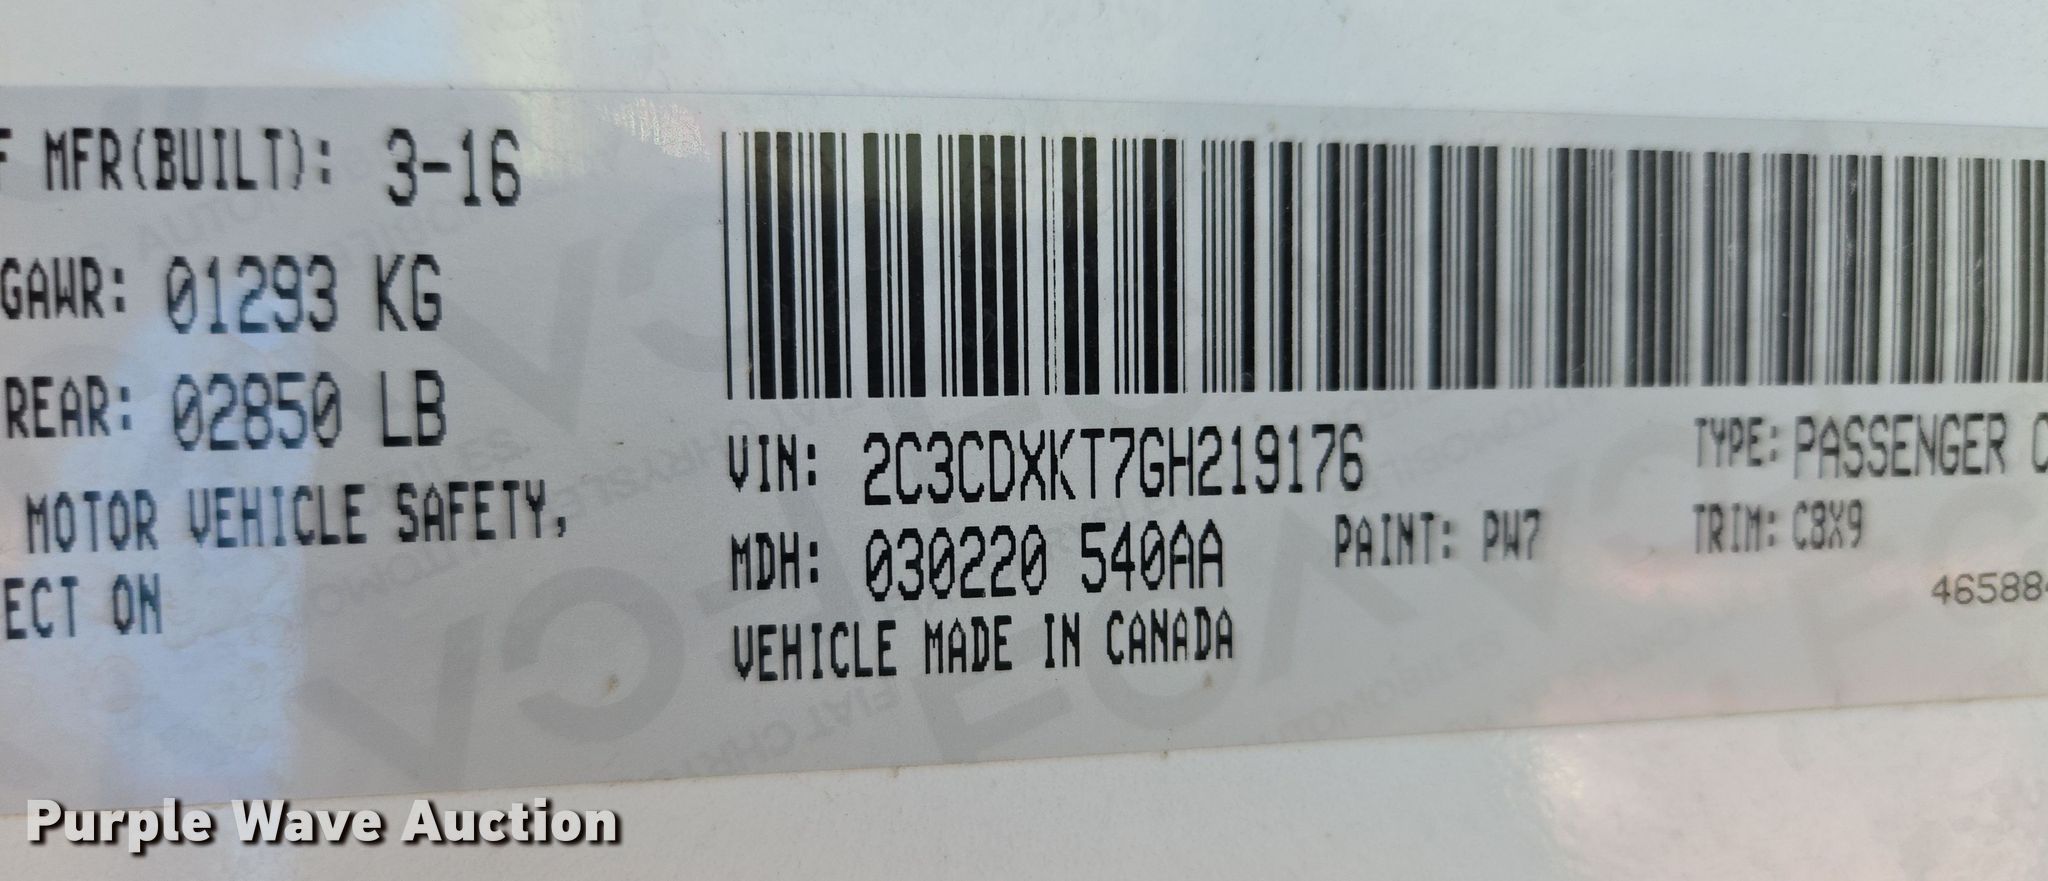 F MFR(BUILT): 3-16
GAWR: 01293 KG
REAR: 02850 LB
MOTOR VEHICLE SAFETY,
ECT ON
VIN: 2C3CDXKT7GH219176
TYPE: PASSENGER C
MDH: 030220 540AA
PAINT: PW7
TRIM: C8X9
VEHICLE MADE IN CANADA
465884
Purple Wave Auction